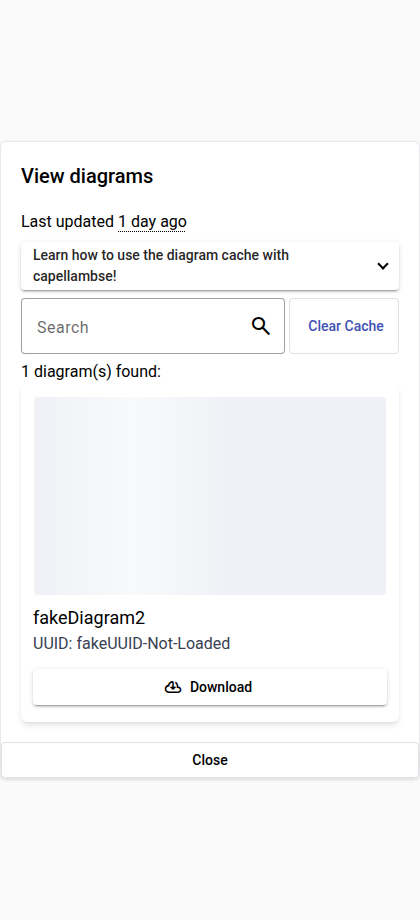 View diagrams
Last updated 1 day ago
Learn how to use the diagram cache with
capellambse!
Search
Clear Cache
1 diagram(s) found:
fakeDiagram2
UUID: fakeUUID-Not-Loaded
Download
Close